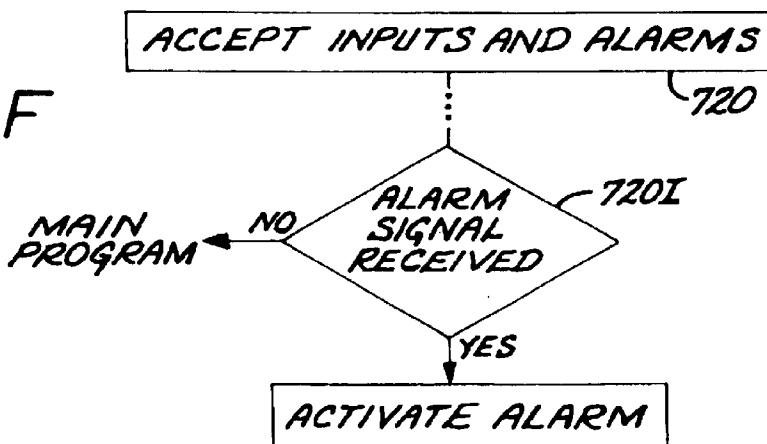 ACCEPT INPUTS AND ALARMS
720
F
ALARM
SIGNAL
RECEIVED
720I
NO
MAIN
PROGRAM
YES
ACTIVATE ALARM